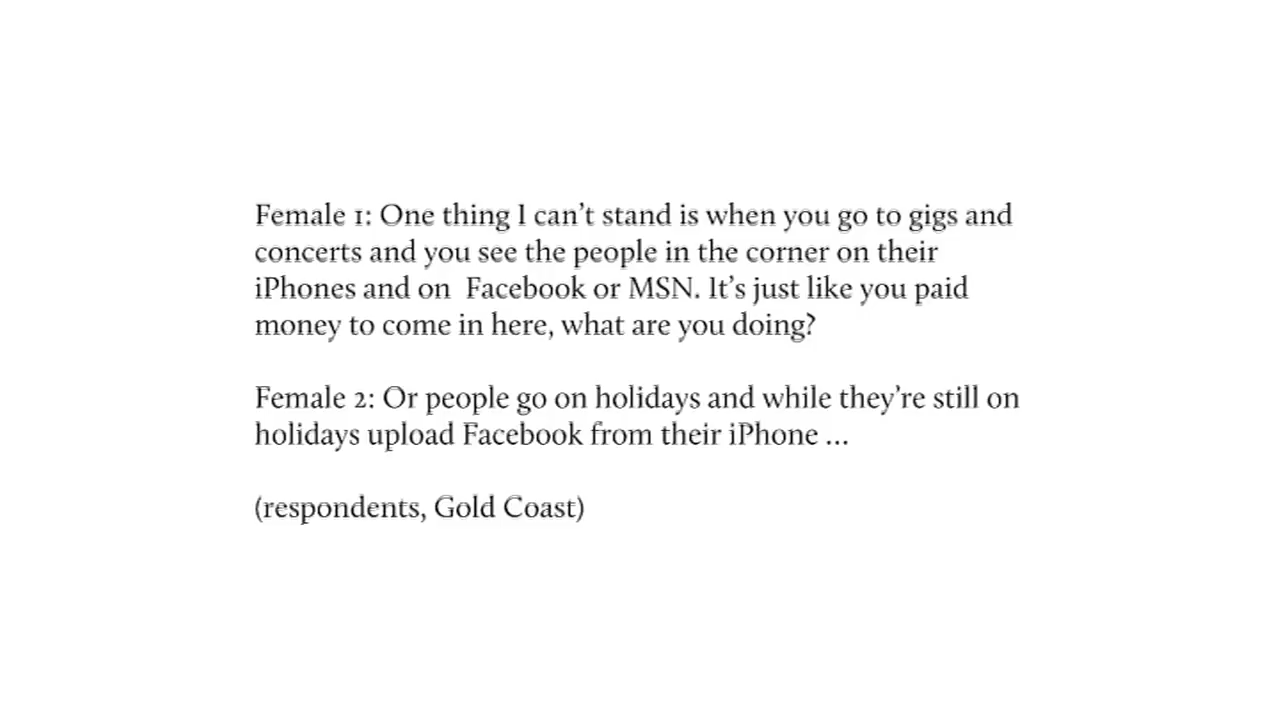 Female 1: One thing I can’t stand is when you go to gigs and
concerts and you see the people in the corner on their
iPhones and on  Facebook or MSN. It’s just like you paid
money to come in here, what are you doing?
Female 2: Or people go on holidays and while they’re still on
holidays upload Facebook from their iPhone ...
(respondents, Gold Coast)